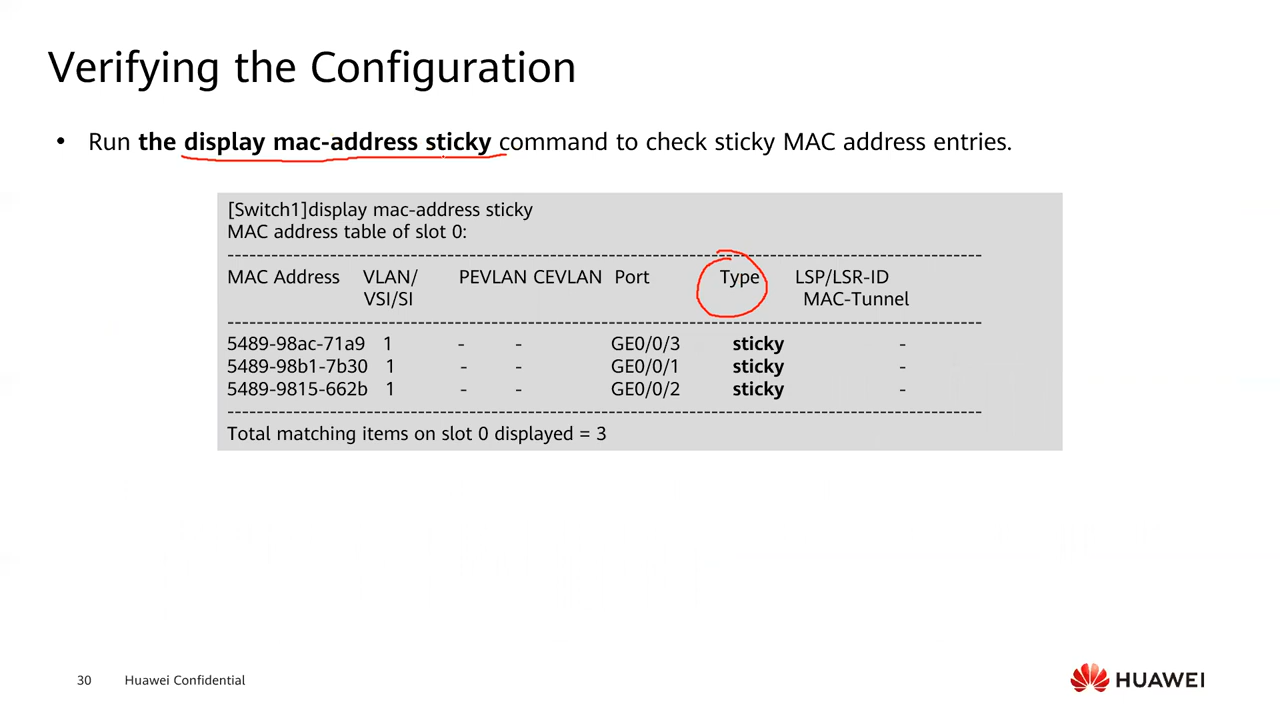 Verifying the Configuration
• Run the display mac-address sticky command to check sticky MAC address entries.
[Switch1]display mac-address sticky
MAC address table of slot 0:
-------------------------------------------------------------------------------------------------------
MAC Address VLAN/ PEVLAN CEVLAN Port Type LSP/LSR-ID
VSI/SI MAC-Tunnel
-------------------------------------------------------------------------------------------------------
5489-98ac-71a9 1 - - GE0/0/3 sticky -
5489-98b1-7b30 1 - - GE0/0/1 sticky -
5489-9815-662b 1 - - GE0/0/2 sticky -
-------------------------------------------------------------------------------------------------------
Total matching items on slot 0 displayed = 3
30 Huawei Confidential
HUAWEI